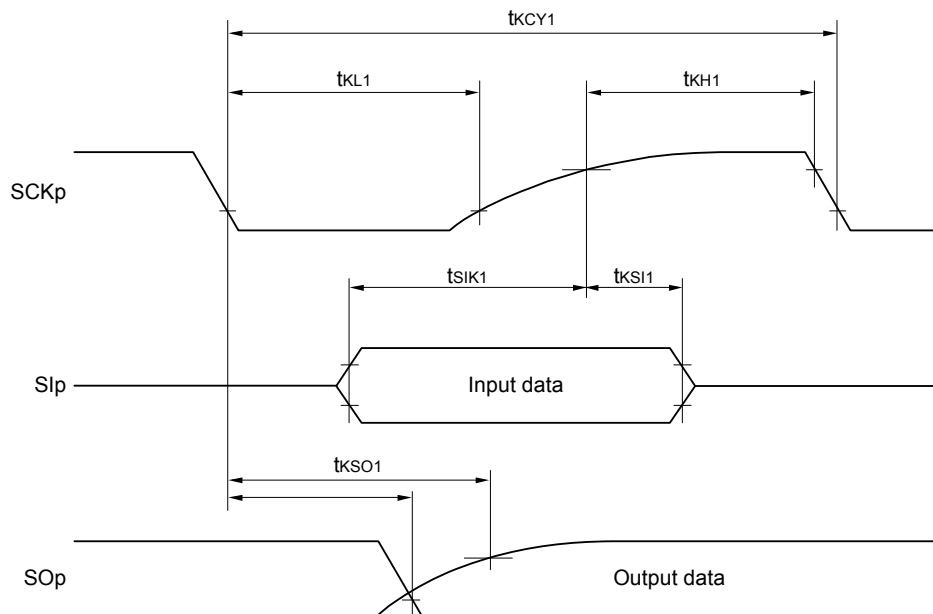 tKCY1
tKL1
tKH1
SCKp
tSIK1
tKSI1
SIp
Input data
tKSO1
SOp
Output data